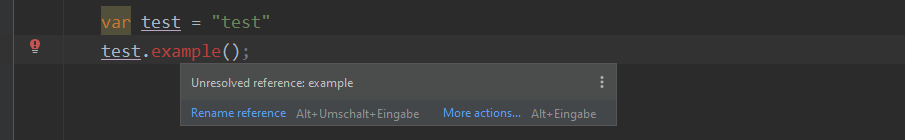 var test = "test"
test.example();
Unresolved reference: example
Rename reference Alt+Umschalt+Eingabe More actions... Alt+Eingabe